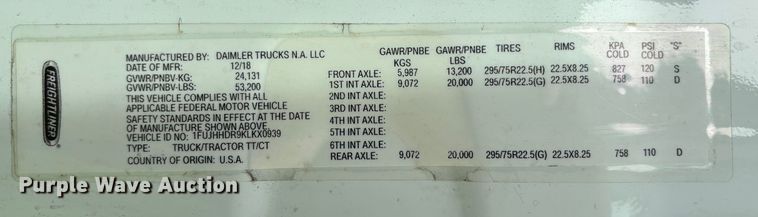 FREIGHTLINER
MANUFACTURED BY: DAIMLER TRUCKS N.A. LLC
DATE OF MFR: 12/18
GVWR/PNBV-KG: 24,131
GVWR/PNBV-LBS: 53,200
THIS VEHICLE COMPLIES WITH ALL
APPLICABLE FEDERAL MOTOR VEHICLE
SAFETY STANDARDS IN EFFECT AT THE DATE
OF MANUFACTURE SHOWN ABOVE.
VEHICLE ID: 1FUJHHDR9KLKX0939
TYPE: TRUCK/TRACTOR TT/CT
COUNTRY OF ORIGIN: U.S.A.
GAWR/PNBE GAWR/PNBE TIRES RIMS KPA PSI "S"
KGS LBS COLD COLD
FRONT AXLE: 5,987 13,200 295/75R22.5(H) 22.5X8.25 827 120 S
1ST INT AXLE: 9,072 20,000 295/75R22.5(G) 22.5X8.25 758 110 D
2ND INT AXLE:
3RD INT AXLE:
4TH INT AXLE:
5TH INT AXLE:
6TH INT AXLE:
REAR AXLE: 9,072 20,000 295/75R22.5(G) 22.5X8.25 758 110 D
Purple Wave Auction